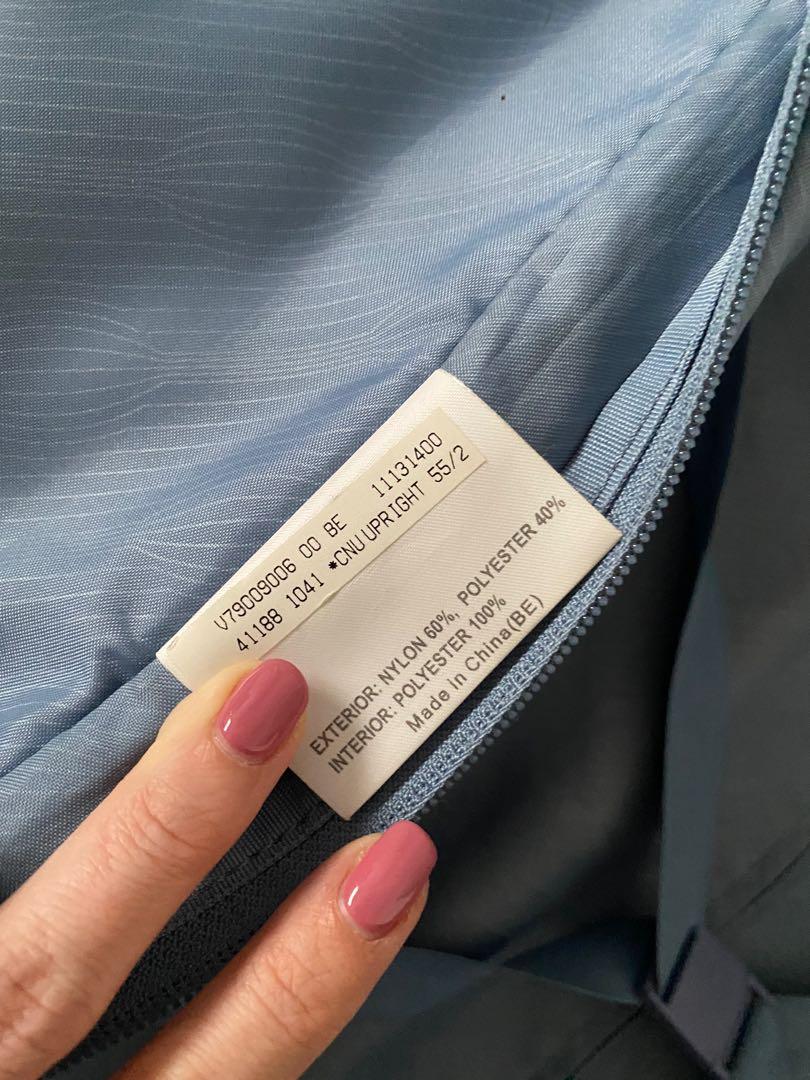 V79009006 00 BE 11131400
41188 1041 *CNU UPRIGHT 55/2
EXTERIOR: NYLON 60%, POLYESTER 40%
INTERIOR: POLYESTER 100%
Made in China(BE)